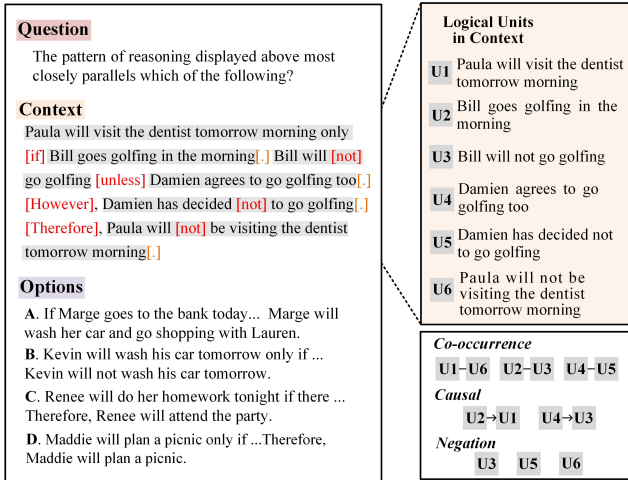 Question
The pattern of reasoning displayed above most
closely parallels which of the following?
Context
Paula will visit the dentist tomorrow morning only
[if] Bill goes golfing in the morning[.] Bill will [not]
go golfing [unless] Damien agrees to go golfing too[.]
[However], Damien has decided [not] to go golfing[.]
[Therefore], Paula will [not] be visiting the dentist
tomorrow morning[.]
Options
A. If Marge goes to the bank today... Marge will
wash her car and go shopping with Lauren.
B. Kevin will wash his car tomorrow only if ...
Kevin will not wash his car tomorrow.
C. Renee will do her homework tonight if there ...
Therefore, Renee will attend the party.
D. Maddie will plan a picnic only if ...Therefore,
Maddie will plan a picnic.
Logical Units
in Context
U1 Paula will visit the dentist
tomorrow morning
U2 Bill goes golfing in the
morning
U3 Bill will not go golfing
U4 Damien agrees to go
golfing too
U5 Damien has decided not
to go golfing
U6 Paula will not be
visiting the dentist
tomorrow morning
Co-occurrence
U1–U6 U2–U3 U4–U5
Causal
U2→U1 U4→U3
Negation
U3 U5 U6